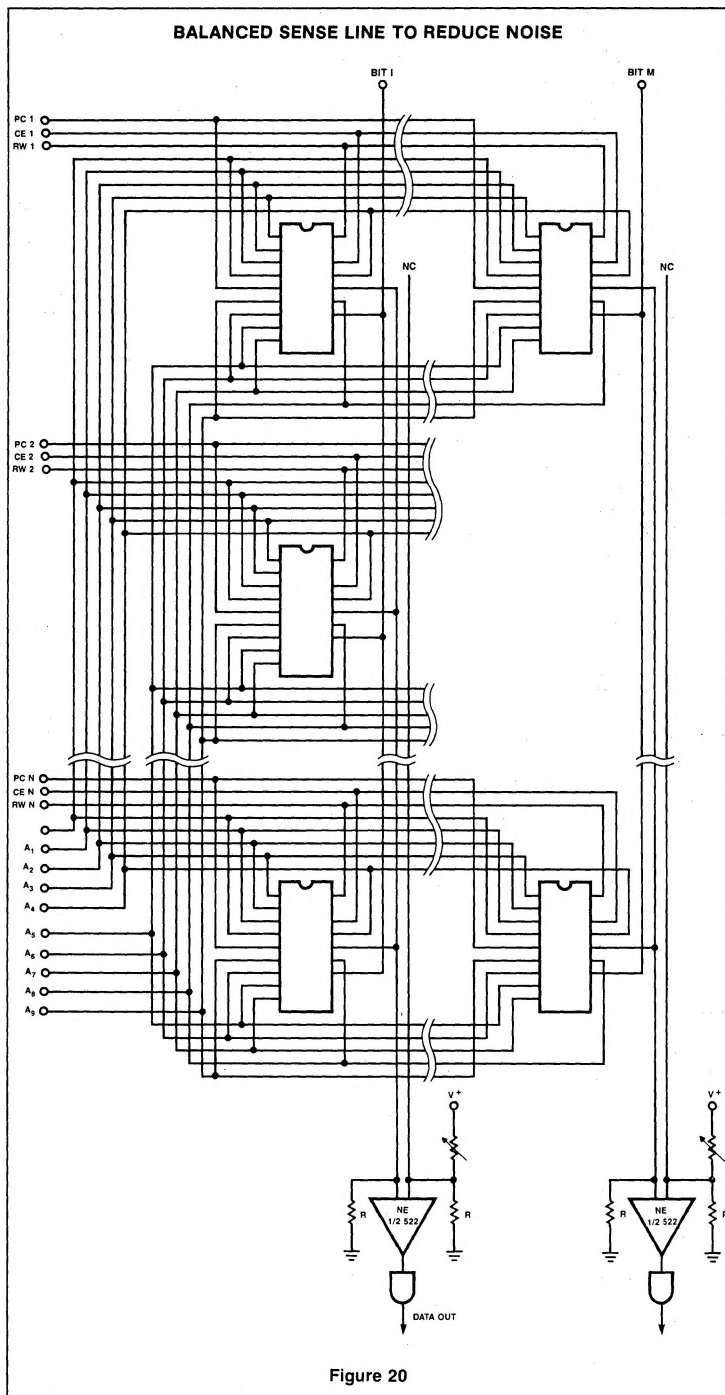 BALANCED SENSE LINE TO REDUCE NOISE
BIT I
BIT M
PC 1
CE 1
RW 1
NC
NC
PC 2
CE 2
RW 2
PC N
CE N
RW N
A1
A2
A3
A4
A5
A6
A7
A8
A9
V+
V+
R
NE
1/2 522
R
R
NE
1/2 522
R
DATA OUT
Figure 20